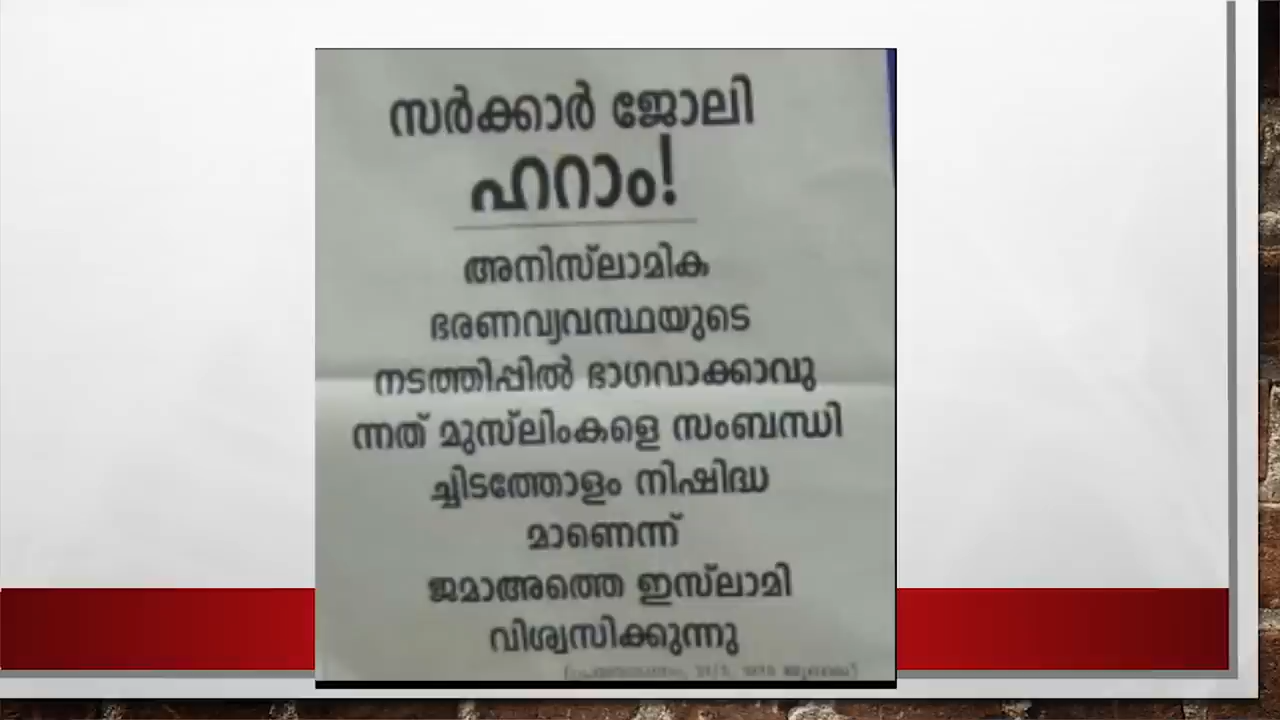 സർക്കാർ ജോലി
ഹറാം!
അനിസ്‌ലാമിക
ഭരണവ്യവസ്ഥയുടെ
നടത്തിപ്പിൽ ഭാഗവാക്കാവു
ന്നത് മുസ്‌ലിംകളെ സംബന്ധി
ച്ചിടത്തോളം നിഷിദ്ധ
മാണെന്ന്
ജമാഅത്തെ ഇസ്‌ലാമി
വിശ്വസിക്കുന്നു